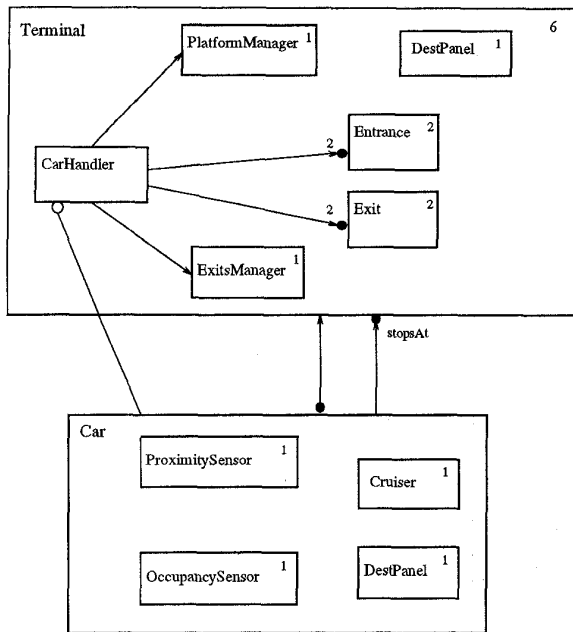 Terminal 6
PlatformManager 1
DestPanel 1
2 Entrance 2
CarHandler
2 Exit 2
ExitsManager 1
stopsAt
Car
ProximitySensor 1
Cruiser 1
OccupancySensor 1
DestPanel 1